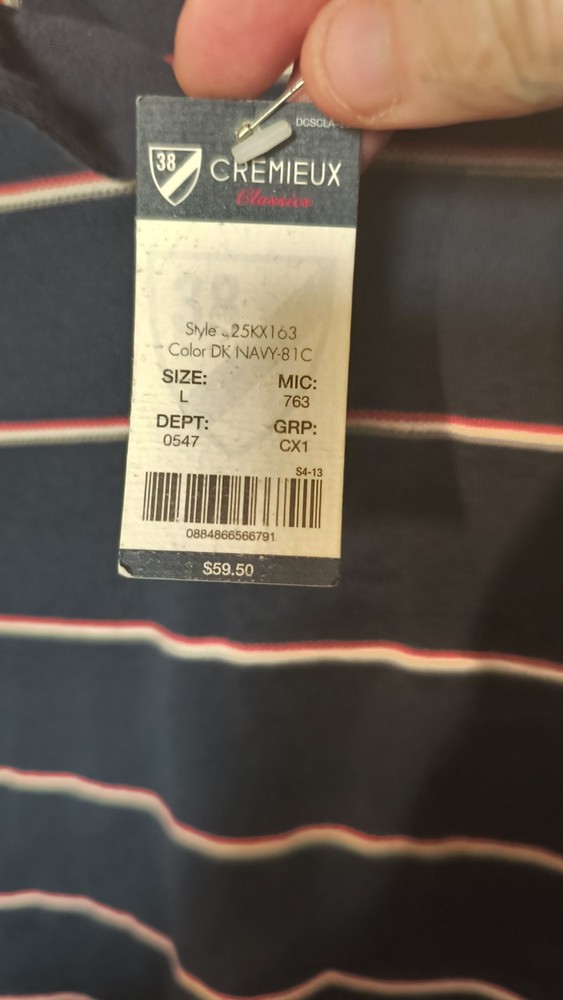 DCSCLA-
38
CREMIEUX
Classics
Style 25KX163
Color DK NAVY-81C
SIZE: MIC:
L 763
DEPT: GRP:
0547 CX1
S4-13
0884866566791
$59.50